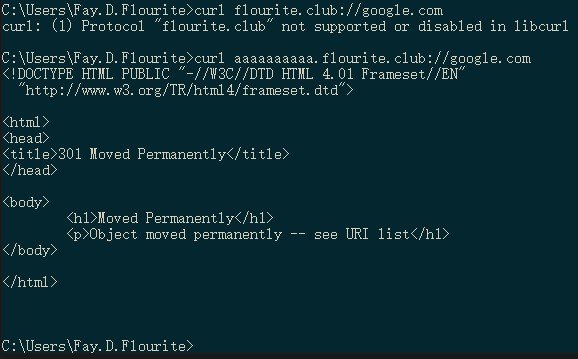 C:\Users\Fay.D.Flourite>curl flourite.club://google.com
curl: (1) Protocol "flourite.club" not supported or disabled in libcurl
C:\Users\Fay.D.Flourite>curl aaaaaaaaaa.flourite.club://google.com
<!DOCTYPE HTML PUBLIC "-//W3C//DTD HTML 4.01 Frameset//EN"
"http://www.w3.org/TR/html4/frameset.dtd">
<html>
<head>
<title>301 Moved Permanently</title>
</head>
<body>
<h1>Moved Permanently</h1>
<p>Object moved permanently -- see URI list</h1>
</body>
</html>
C:\Users\Fay.D.Flourite>